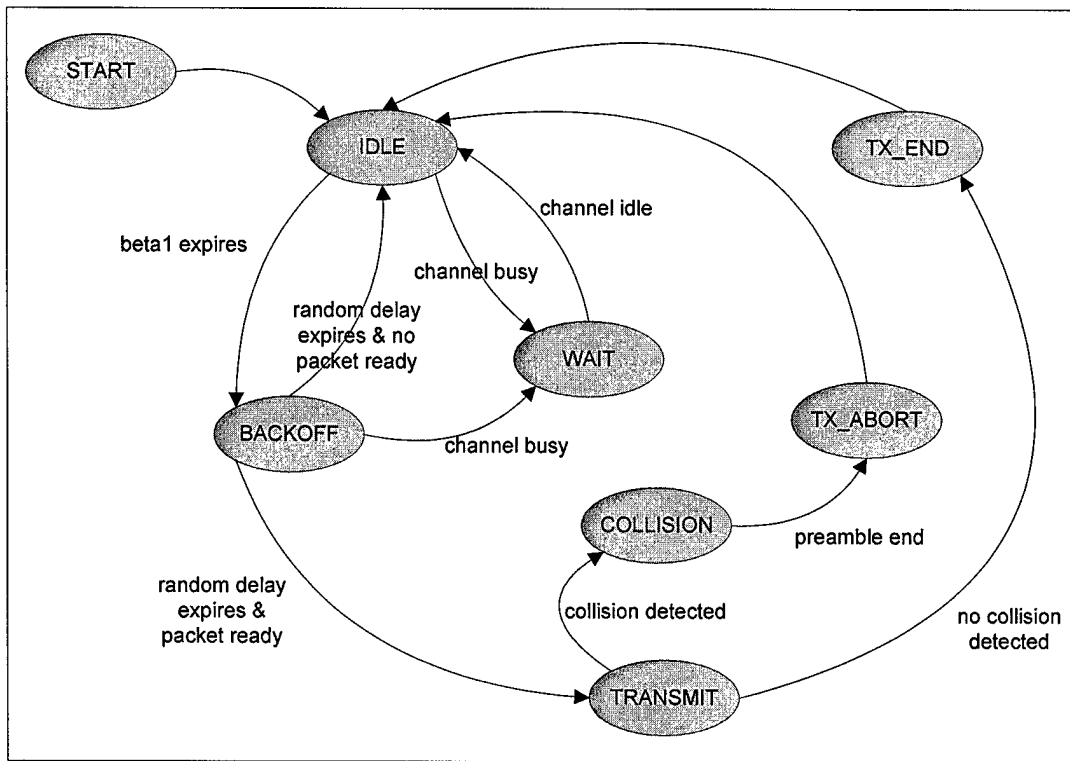 START
IDLE
TX_END
channel idle
beta1 expires
channel busy
random delay
expires & no
packet ready
WAIT
BACKOFF
TX_ABORT
channel busy
COLLISION
preamble end
random delay
expires &
packet ready
collision detected
no collision
detected
TRANSMIT